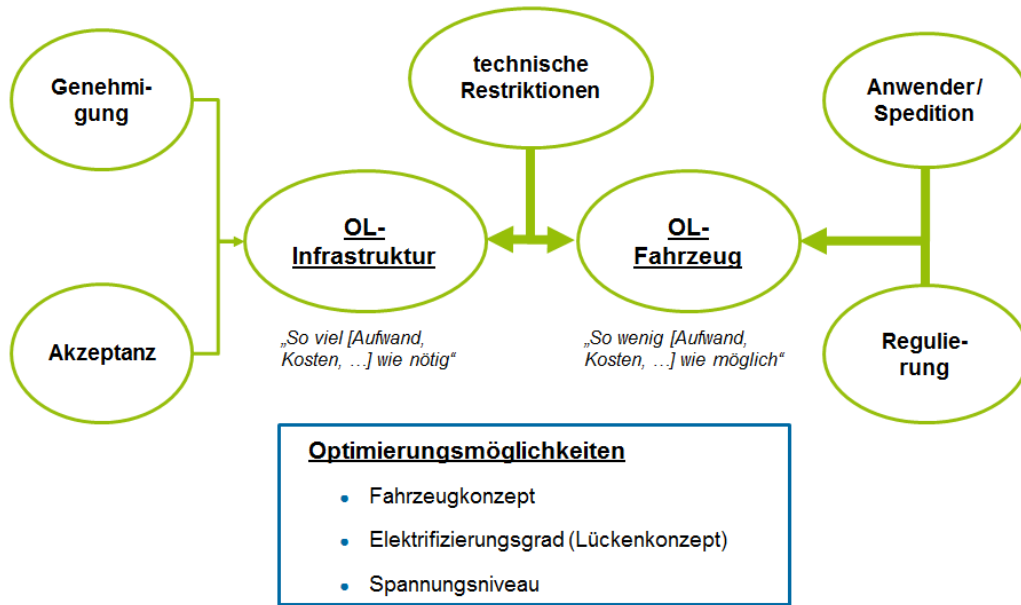 Genehmi-
gung
technische
Restriktionen
Anwender/
Spedition
OL-
Infrastruktur
OL-
Fahrzeug
Akzeptanz
„So viel [Aufwand,
Kosten, …] wie nötig“
„So wenig [Aufwand,
Kosten, …] wie möglich“
Regulie-
rung
Optimierungsmöglichkeiten
• Fahrzeugkonzept
• Elektrifizierungsgrad (Lückenkonzept)
• Spannungsniveau